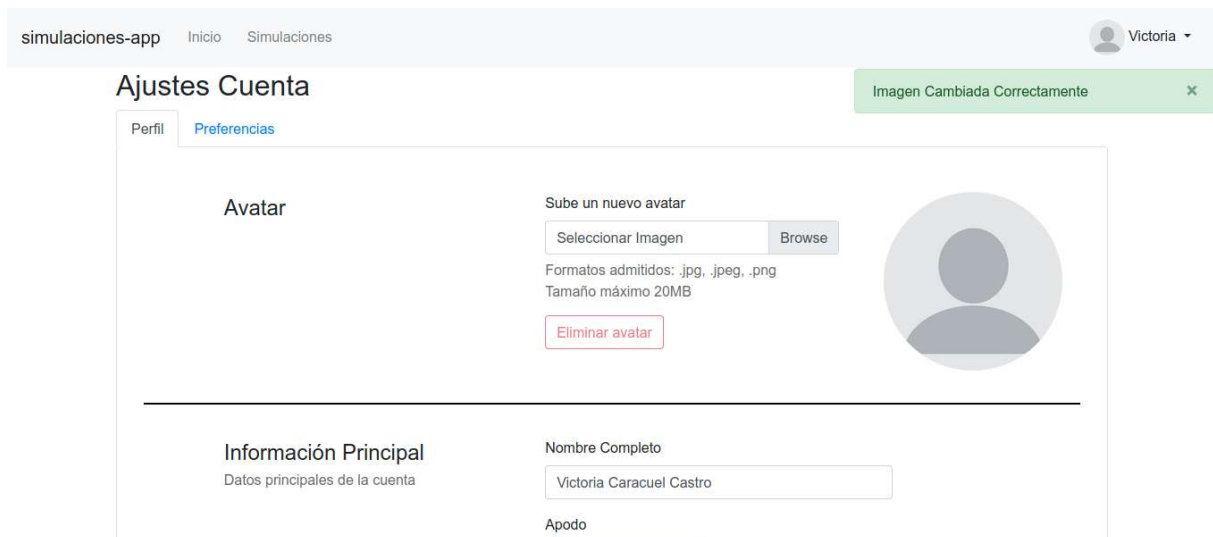 simulaciones-app Inicio Simulaciones Victoria
Ajustes Cuenta
Imagen Cambiada Correctamente ×
Perfil Preferencias
Avatar
Sube un nuevo avatar
Seleccionar Imagen Browse
Formatos admitidos: .jpg, .jpeg, .png
Tamaño máximo 20MB
Eliminar avatar
Información Principal
Datos principales de la cuenta
Nombre Completo
Victoria Caracuel Castro
Apodo